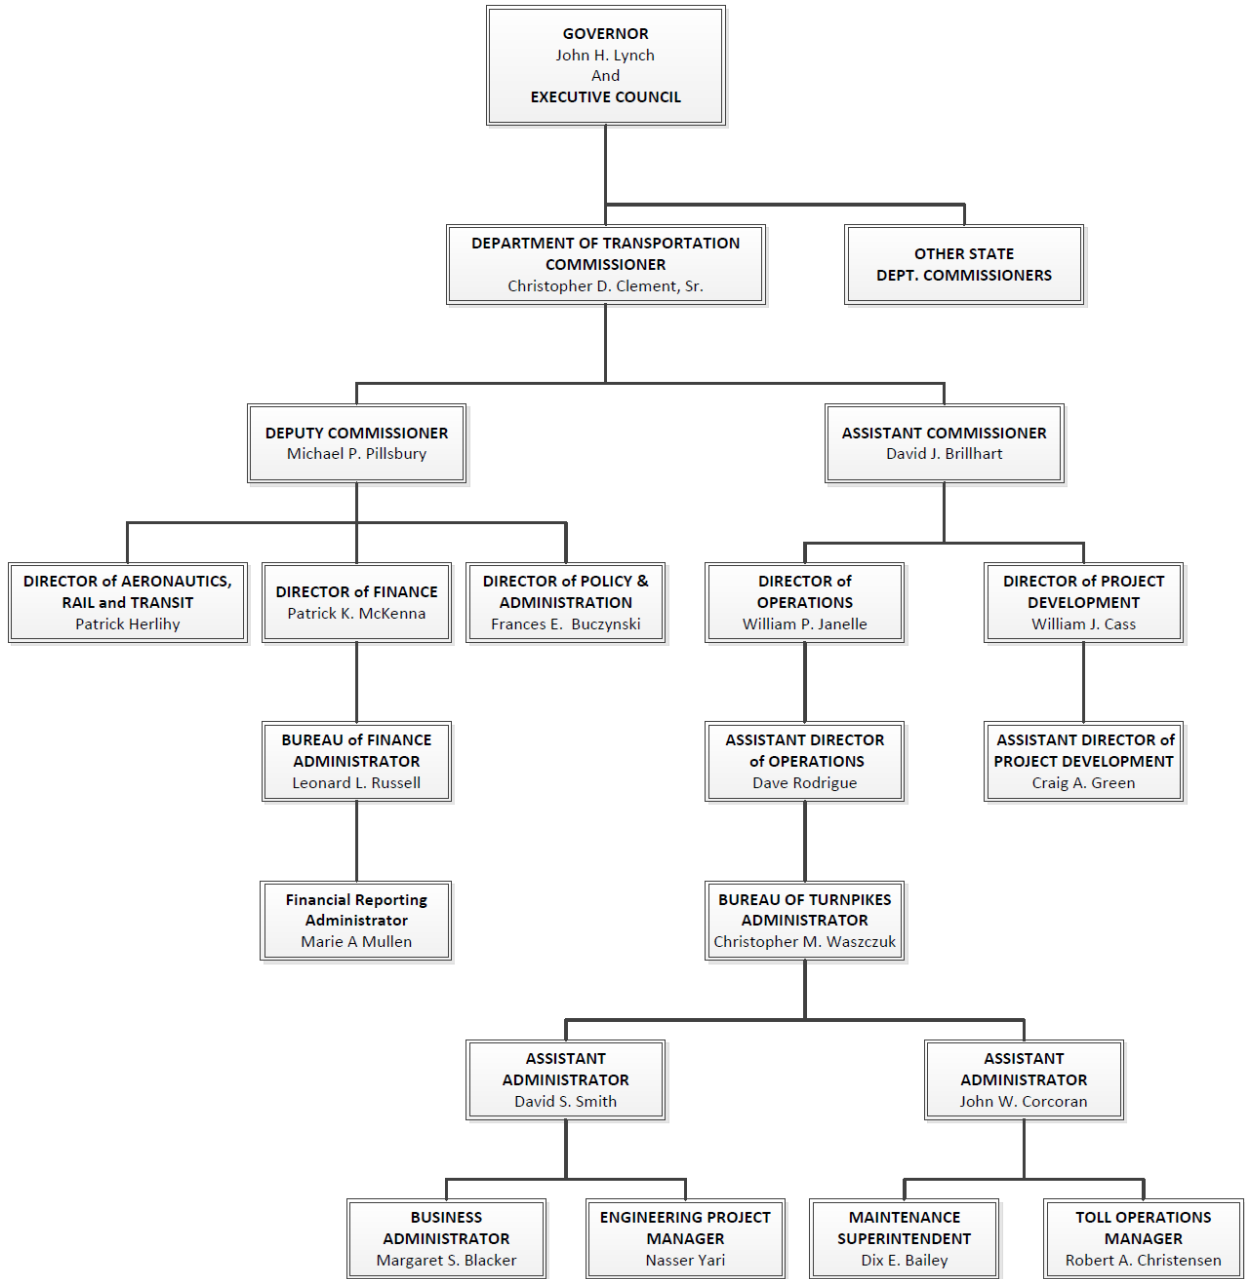 GOVERNOR
John H. Lynch
And
EXECUTIVE COUNCIL
DEPARTMENT OF TRANSPORTATION
COMMISSIONER
Christopher D. Clement, Sr.
OTHER STATE
DEPT. COMMISSIONERS
DEPUTY COMMISSIONER
Michael P. Pillsbury
ASSISTANT COMMISSIONER
David J. Brillhart
DIRECTOR of AERONAUTICS,
RAIL and TRANSIT
Patrick Herlihy
DIRECTOR of FINANCE
Patrick K. McKenna
DIRECTOR of POLICY &
ADMINISTRATION
Frances E. Buczynski
DIRECTOR of
OPERATIONS
William P. Janelle
DIRECTOR of PROJECT
DEVELOPMENT
William J. Cass
BUREAU of FINANCE
ADMINISTRATOR
Leonard L. Russell
ASSISTANT DIRECTOR
of OPERATIONS
Dave Rodrigue
ASSISTANT DIRECTOR of
PROJECT DEVELOPMENT
Craig A. Green
Financial Reporting
Administrator
Marie A Mullen
BUREAU OF TURNPIKES
ADMINISTRATOR
Christopher M. Waszczuk
ASSISTANT
ADMINISTRATOR
David S. Smith
ASSISTANT
ADMINISTRATOR
John W. Corcoran
BUSINESS
ADMINISTRATOR
Margaret S. Blacker
ENGINEERING PROJECT
MANAGER
Nasser Yari
MAINTENANCE
SUPERINTENDENT
Dix E. Bailey
TOLL OPERATIONS
MANAGER
Robert A. Christensen